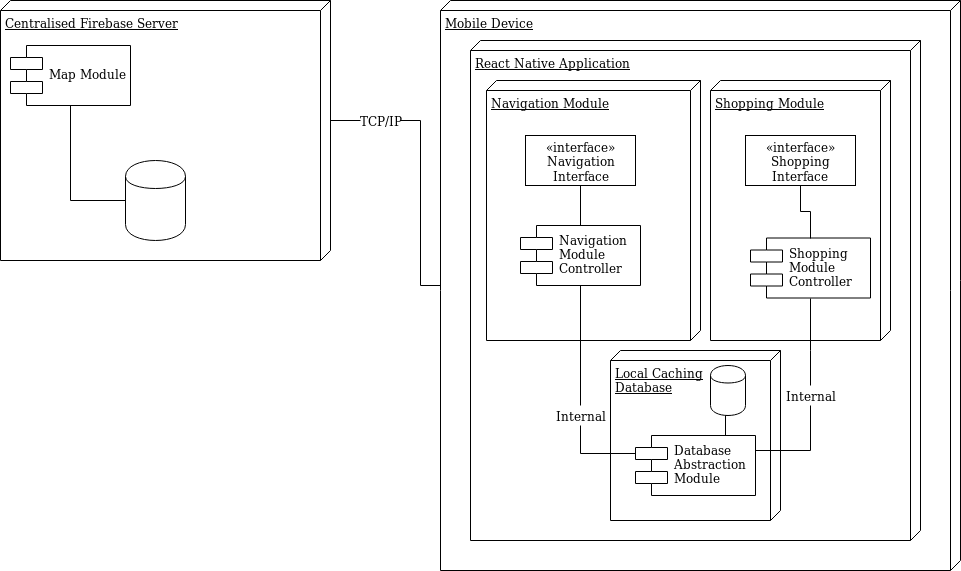 Centralised Firebase Server
Map Module
TCP/IP
Mobile Device
React Native Application
Navigation Module
«interface»
Navigation
Interface
Navigation
Module
Controller
Shopping Module
«interface»
Shopping
Interface
Shopping
Module
Controller
Internal
Internal
Local Caching
Database
Database
Abstraction
Module